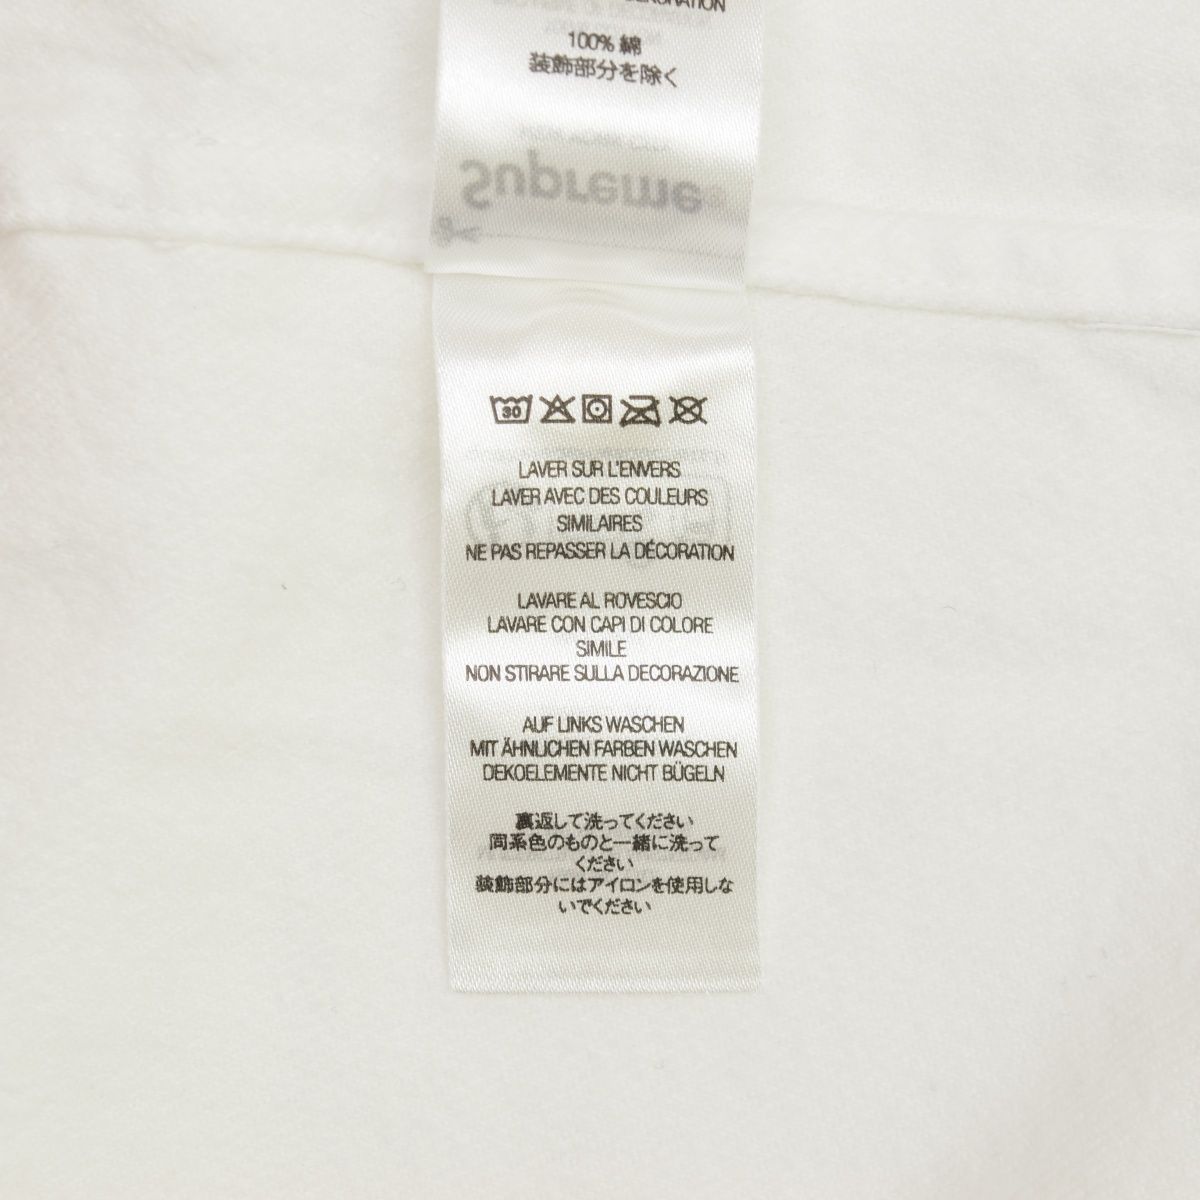 100% 綿
装飾部分を除く
Supreme
30
LAVER SUR L'ENVERS
LAVER AVEC DES COULEURS
SIMILAIRES
NE PAS REPASSER LA DÉCORATION
LAVARE AL ROVESCIO
LAVARE CON CAPI DI COLORE
SIMILE
NON STIRARE SULLA DECORAZIONE
AUF LINKS WASCHEN
MIT ÄHNLICHEN FARBEN WASCHEN
DEKOELEMENTE NICHT BÜGELN
裏返して洗ってください
同系色のものと一緒に洗って
ください
装飾部分にはアイロンを使用しな
いでください